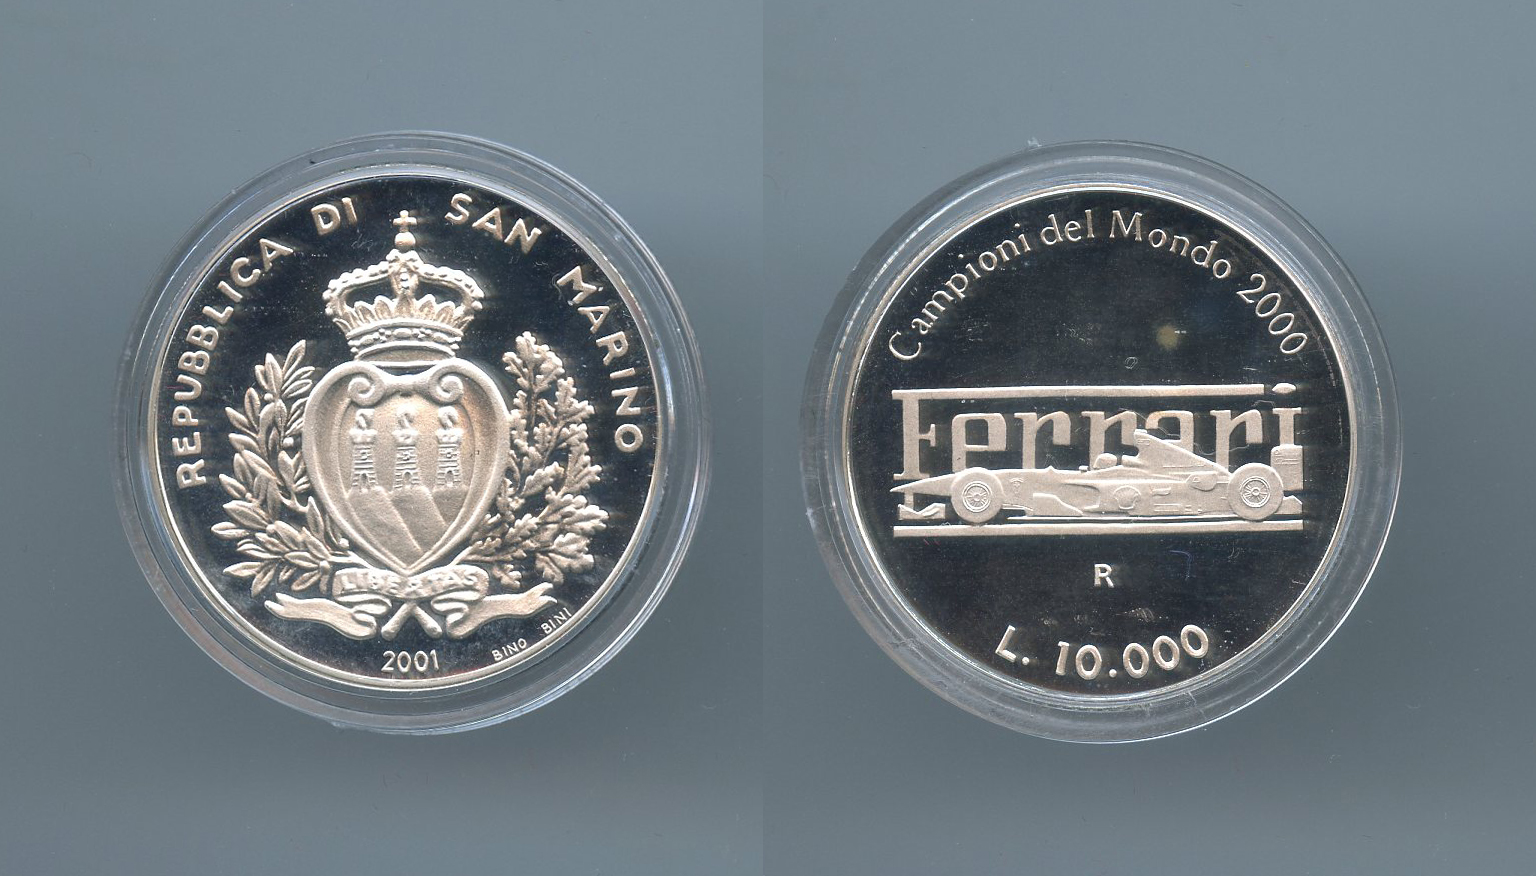 REPUBBLICA DI SAN MARINO
LIBERTAS
2001
BINO BINI
Campioni del Mondo 2000
Ferrari
R
L. 10.000